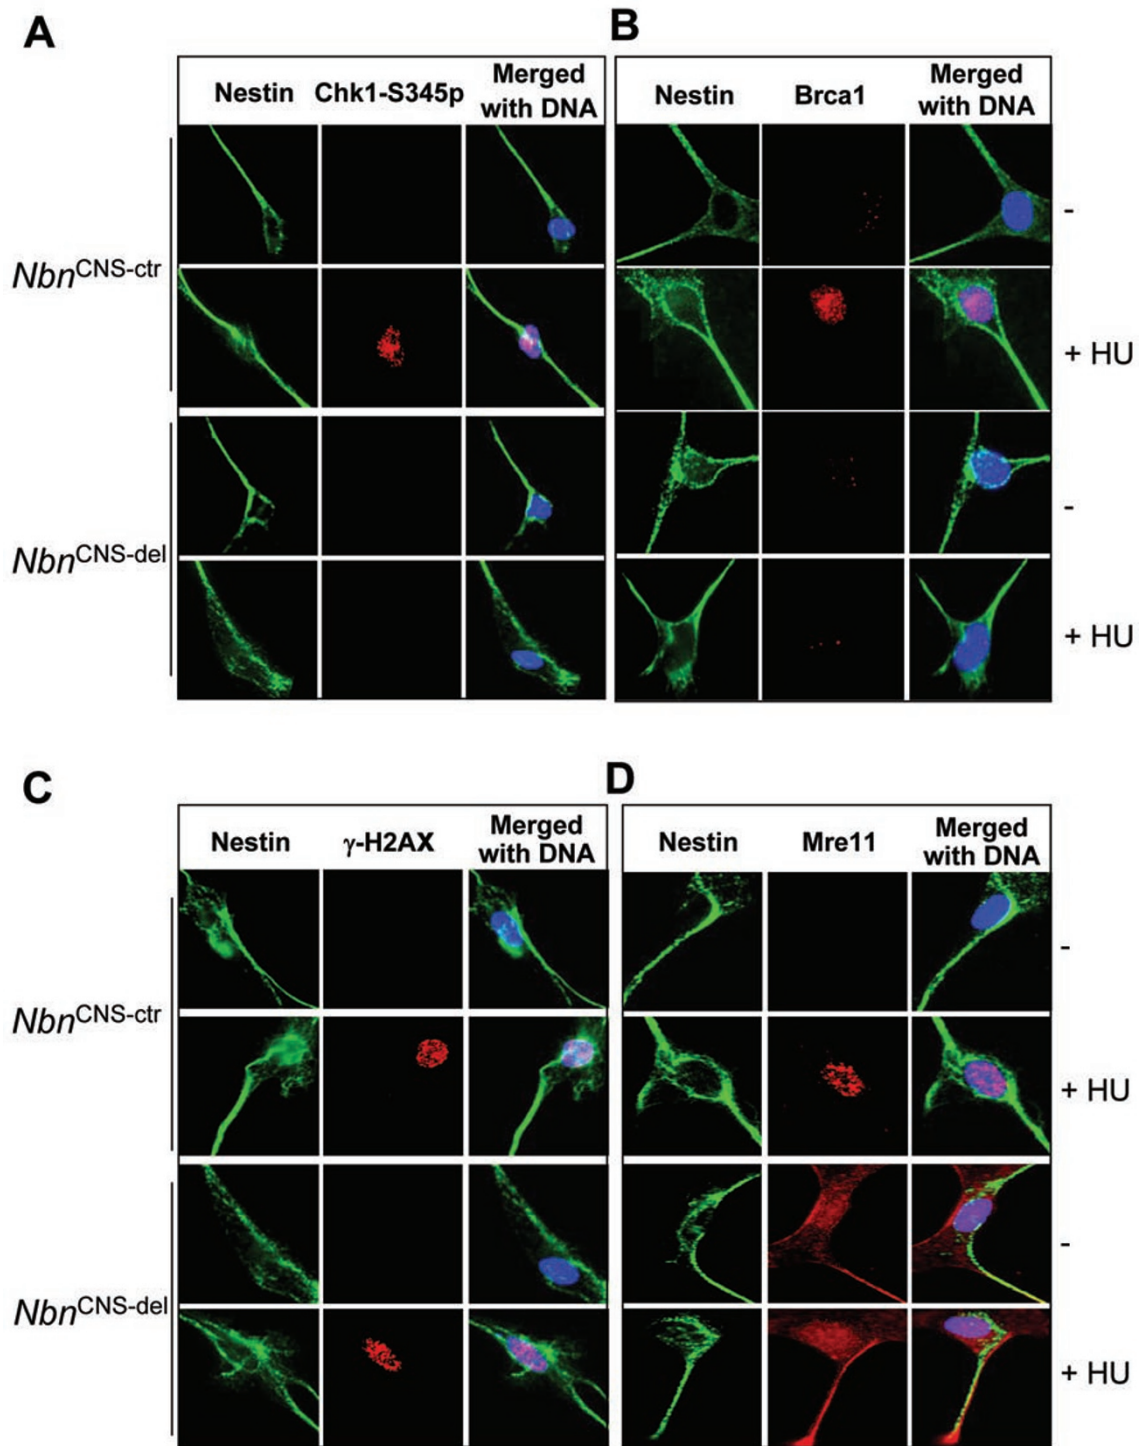 A
B
Nestin Chk1-S345p Merged with DNA
Nestin Brca1 Merged with DNA
Nbn^CNS-ctr
-
+ HU
Nbn^CNS-del
-
+ HU
C
D
Nestin γ-H2AX Merged with DNA
Nestin Mre11 Merged with DNA
Nbn^CNS-ctr
-
+ HU
Nbn^CNS-del
-
+ HU